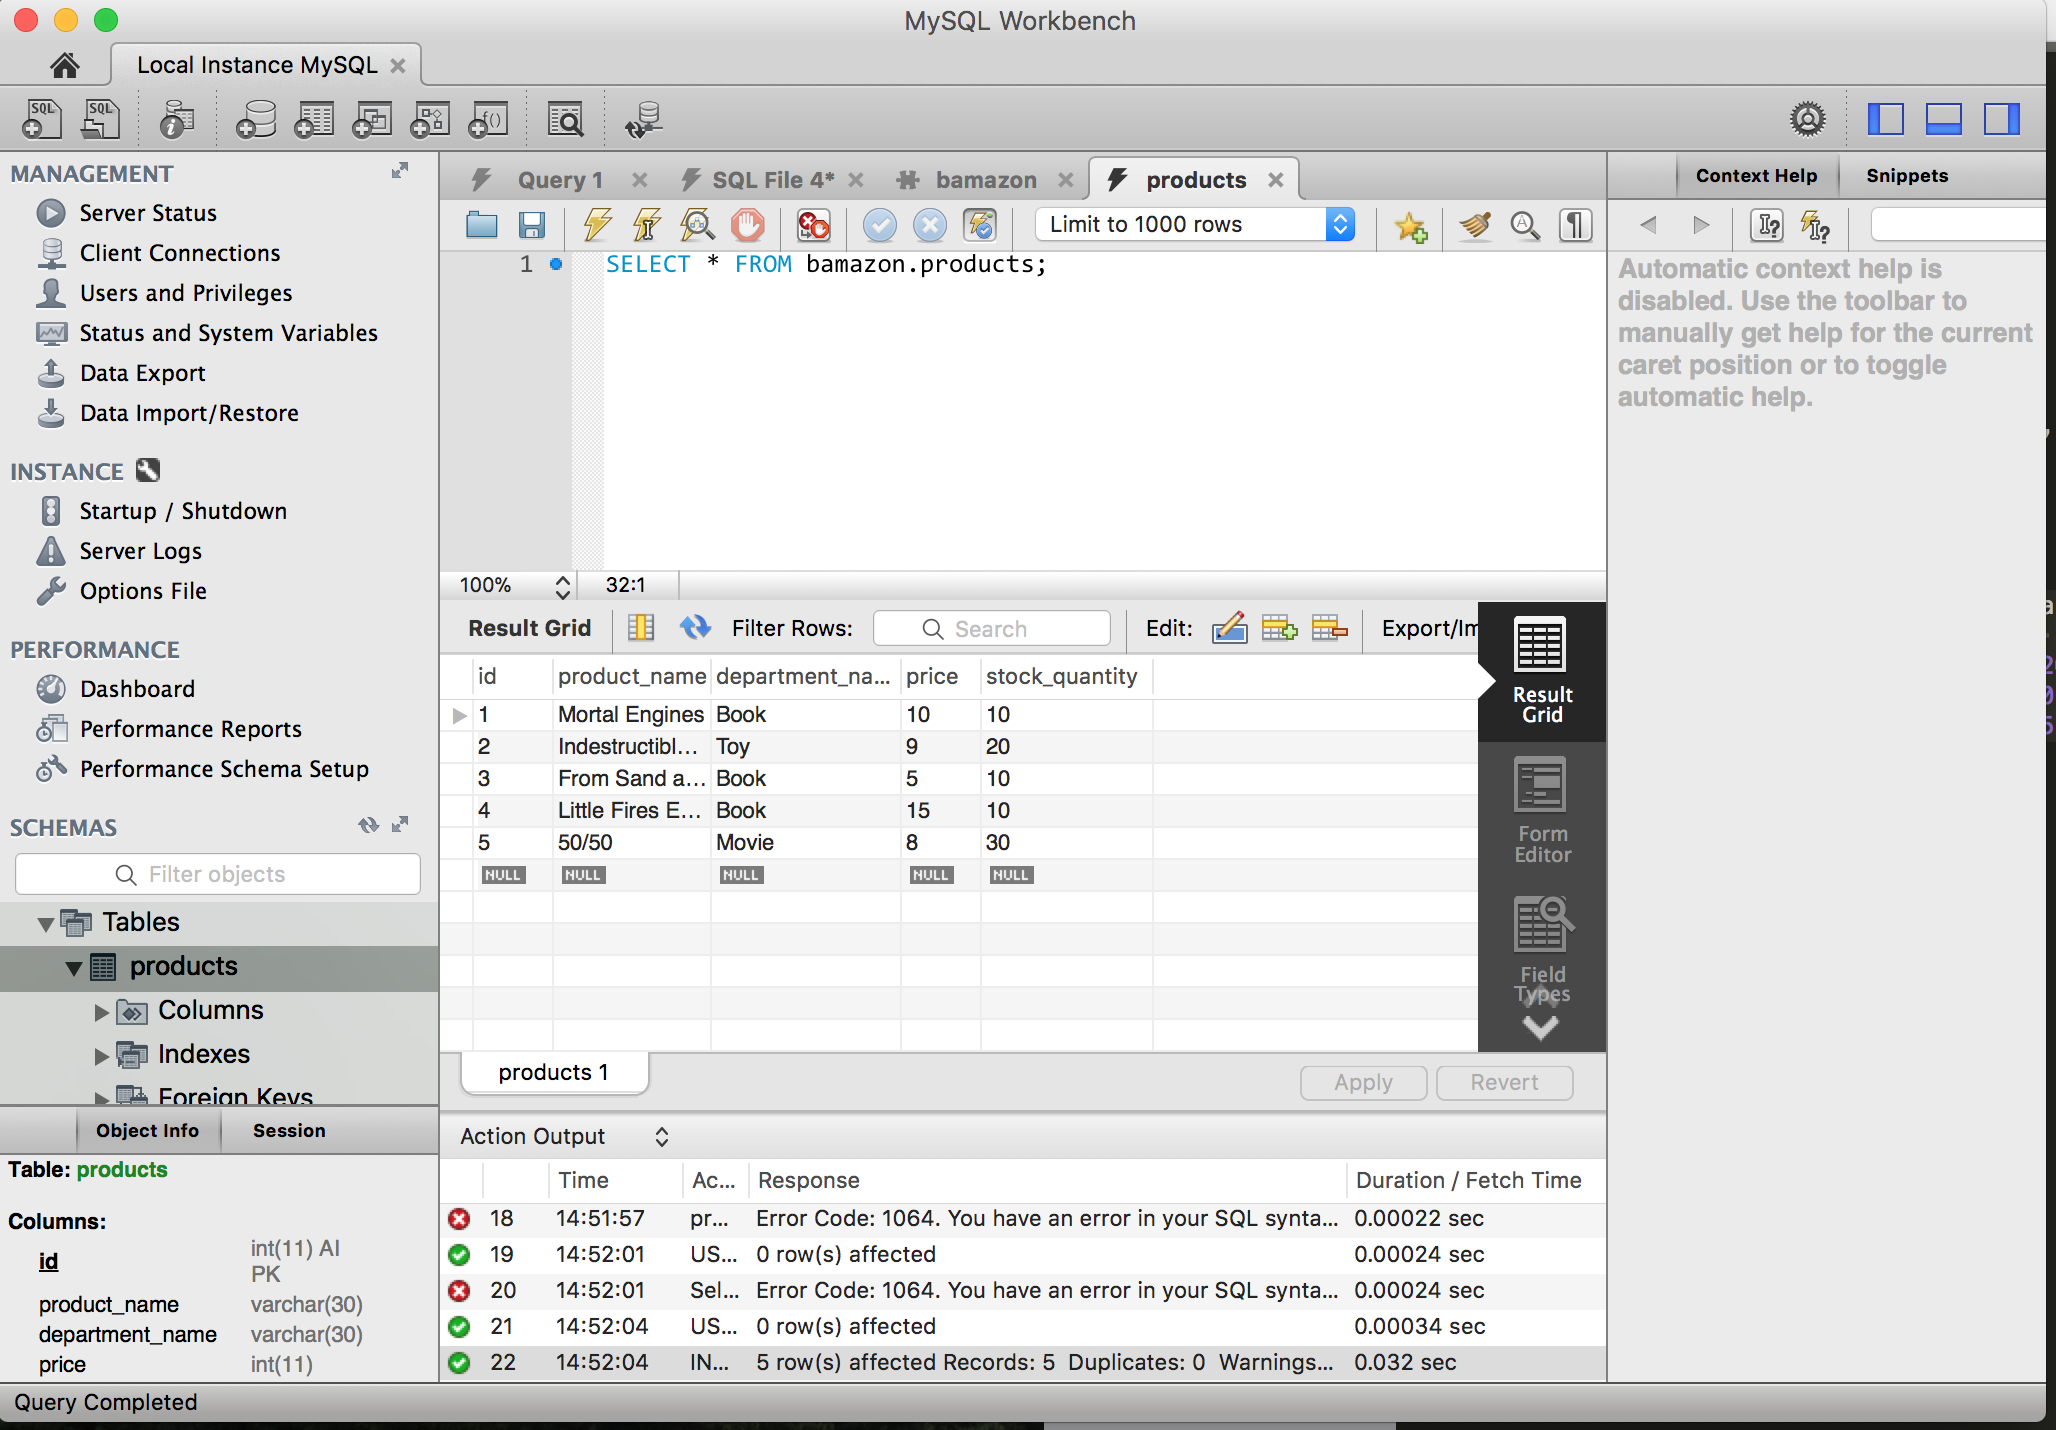 MySQL Workbench
Local Instance MySQL
MANAGEMENT
Server Status
Client Connections
Users and Privileges
Status and System Variables
Data Export
Data Import/Restore
INSTANCE
Startup / Shutdown
Server Logs
Options File
PERFORMANCE
Dashboard
Performance Reports
Performance Schema Setup
SCHEMAS
Filter objects
Tables
products
Columns
Indexes
Foreign Keys
Object Info Session
Table: products
Columns:
id int(11) AI PK
product_name varchar(30)
department_name varchar(30)
price int(11)
Query Completed
Query 1 SQL File 4* bamazon products
Limit to 1000 rows
1 SELECT * FROM bamazon.products;
100% 32:1
Result Grid Filter Rows: Search Edit: Export/Im
id product_name department_na... price stock_quantity
1 Mortal Engines Book 10 10
2 Indestructibl... Toy 9 20
3 From Sand a... Book 5 10
4 Little Fires E... Book 15 10
5 50/50 Movie 8 30
NULL NULL NULL NULL NULL
Result Grid
Form Editor
Field Types
products 1 Apply Revert
Action Output
Time Ac... Response Duration / Fetch Time
18 14:51:57 pr... Error Code: 1064. You have an error in your SQL synta... 0.00022 sec
19 14:52:01 US... 0 row(s) affected 0.00024 sec
20 14:52:01 Sel... Error Code: 1064. You have an error in your SQL synta... 0.00024 sec
21 14:52:04 US... 0 row(s) affected 0.00034 sec
22 14:52:04 IN... 5 row(s) affected Records: 5 Duplicates: 0 Warnings... 0.032 sec
Context Help Snippets
Automatic context help is
disabled. Use the toolbar to
manually get help for the current
caret position or to toggle
automatic help.